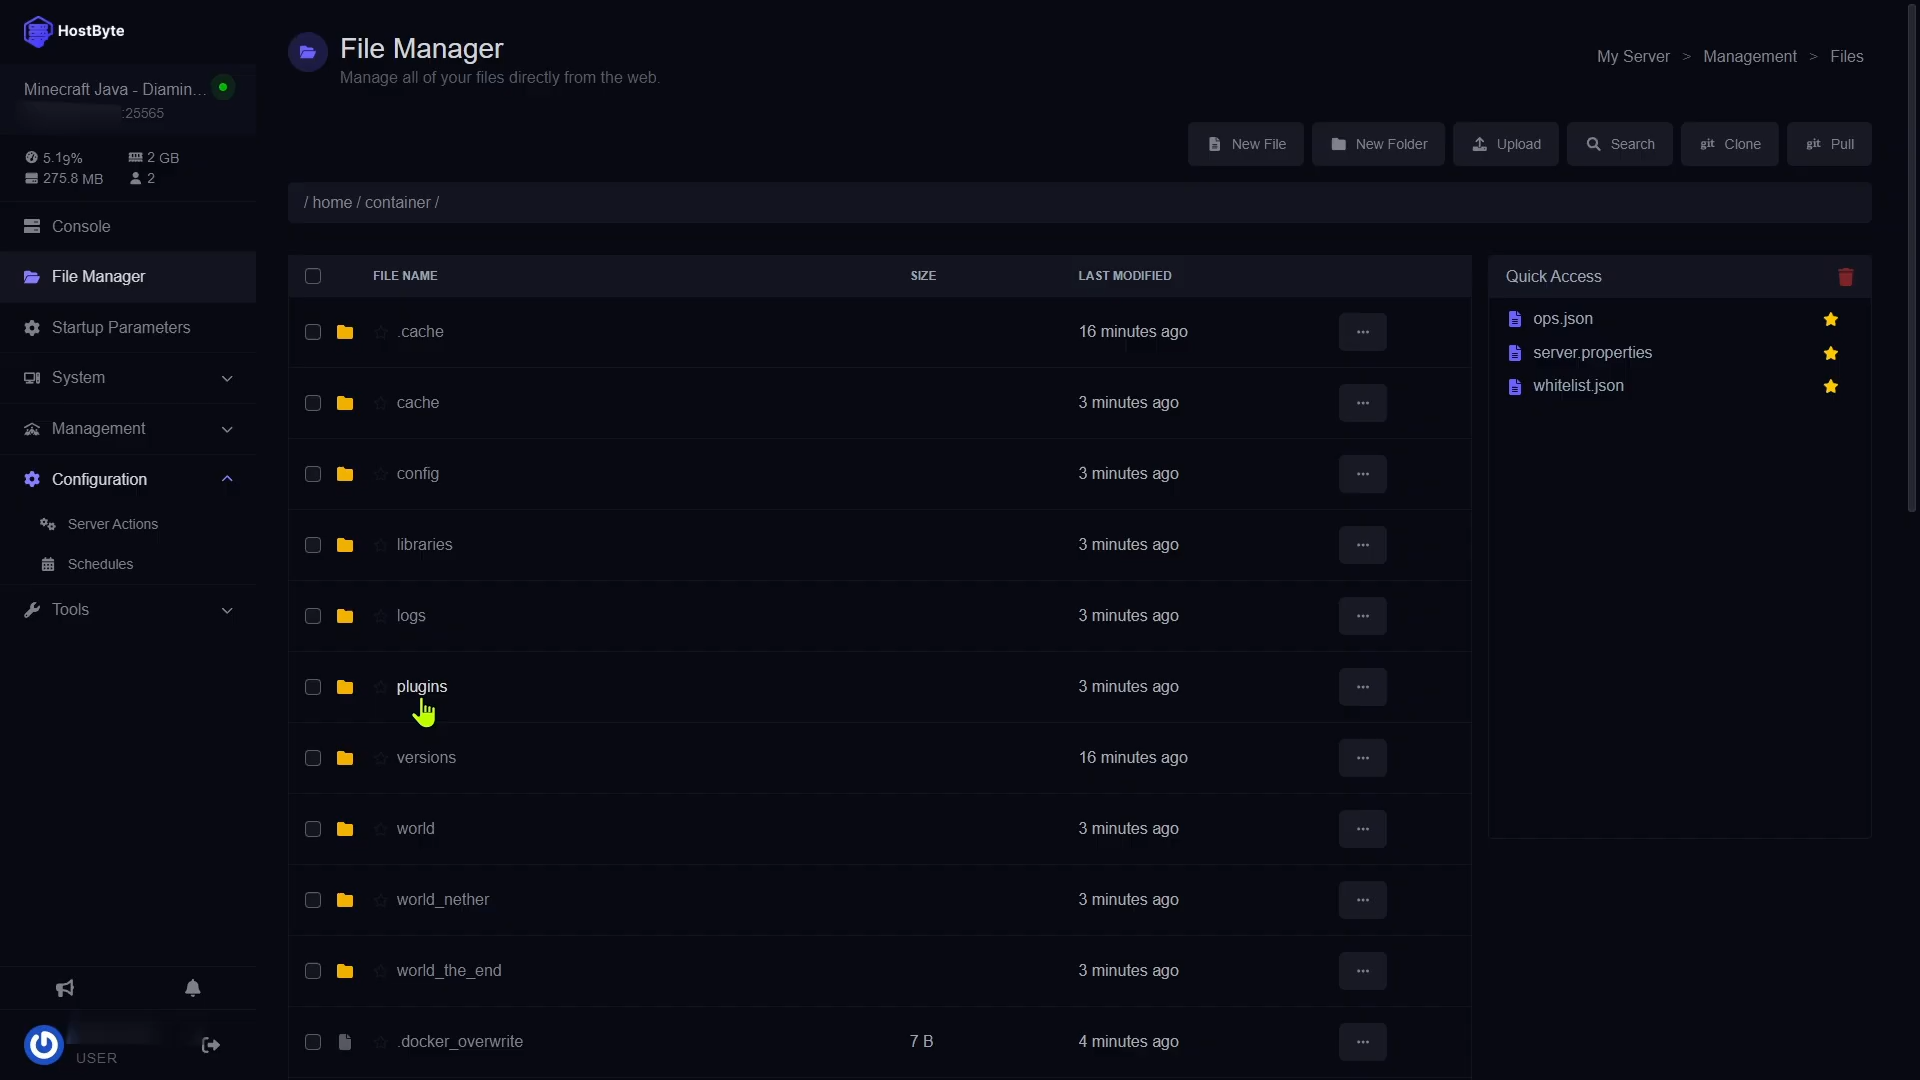 HostByte
File Manager
Manage all of your files directly from the web.
My Server > Management > Files
Minecraft Java - Diamin...
:25565
5.19%
2 GB
275.8 MB
2
New File
New Folder
Upload
Search
git Clone
git Pull
/ home / container /
Console
File Manager
Startup Parameters
System
Management
Configuration
Server Actions
Schedules
Tools
FILE NAME SIZE LAST MODIFIED
.cache 16 minutes ago
cache 3 minutes ago
config 3 minutes ago
libraries 3 minutes ago
logs 3 minutes ago
plugins 3 minutes ago
versions 16 minutes ago
world 3 minutes ago
world_nether 3 minutes ago
world_the_end 3 minutes ago
.docker_overwrite 7 B 4 minutes ago
Quick Access
ops.json
server.properties
whitelist.json
USER